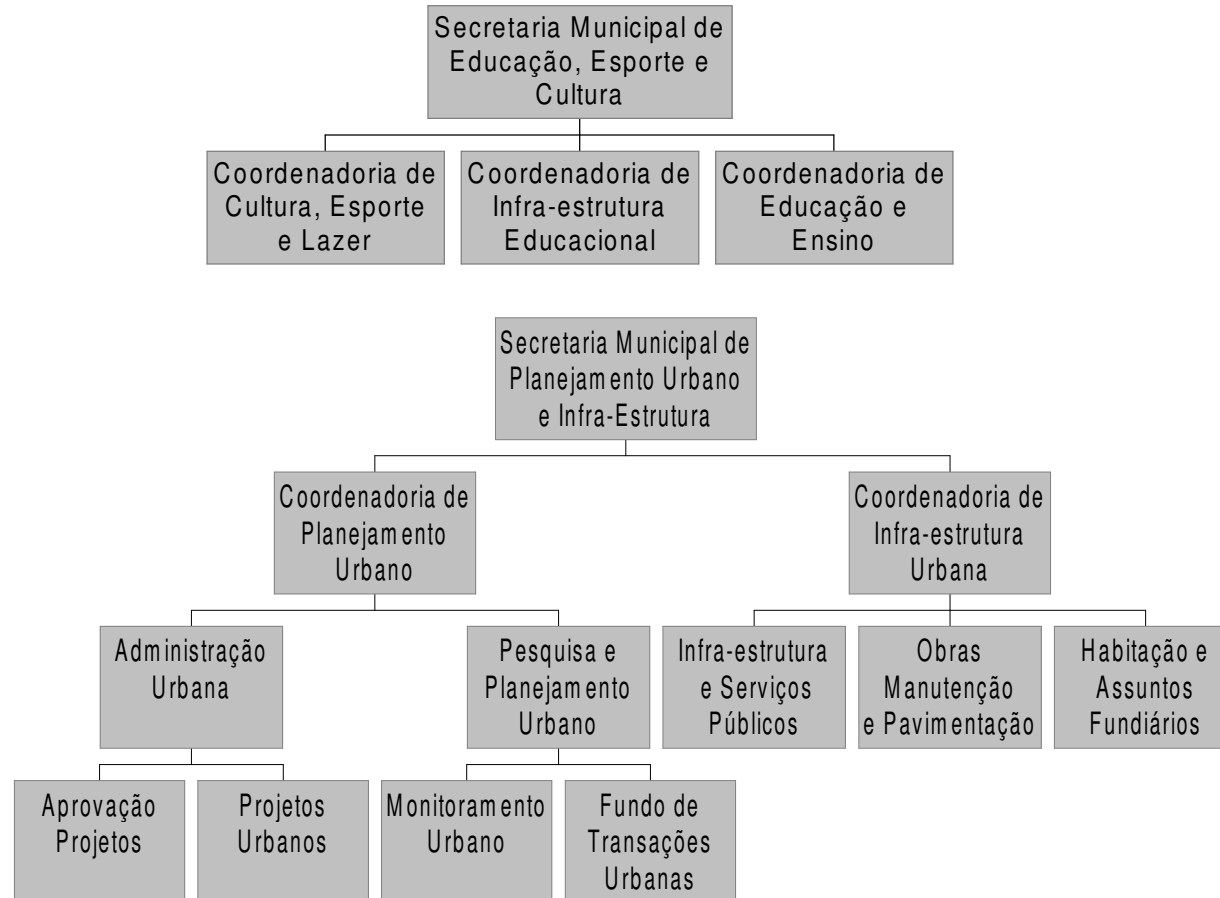 Secretaria Municipal de
Educação, Esporte e
Cultura
Coordenadoria de
Cultura, Esporte
e Lazer
Coordenadoria de
Infra-estrutura
Educacional
Coordenadoria de
Educação e
Ensino
Secretaria Municipal de
Planejamento Urbano
e Infra-Estrutura
Coordenadoria de
Planejamento
Urbano
Coordenadoria de
Infra-estrutura
Urbana
Administração
Urbana
Pesquisa e
Planejamento
Urbano
Infra-estrutura
e Serviços
Públicos
Obras
Manutenção
e Pavimentação
Habitação e
Assuntos
Fundiários
Aprovação
Projetos
Projetos
Urbanos
Monitoramento
Urbano
Fundo de
Transações
Urbanas